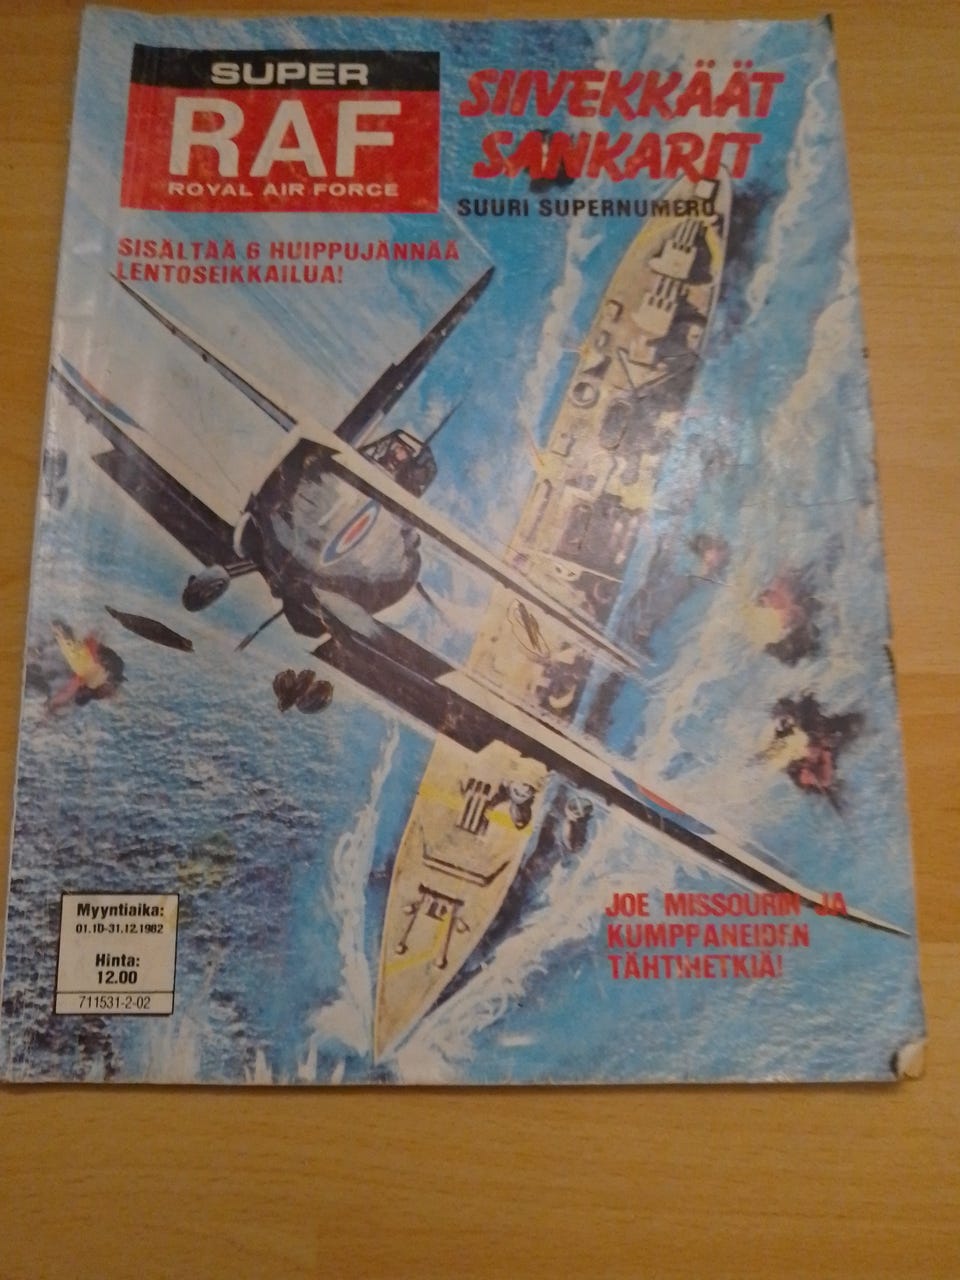 SUPER
RAF
ROYAL AIR FORCE
SIIVEKKÄÄT
SANKARIT
SUURI SUPERNUMERO
SISÄLTÄÄ 6 HUIPPUJÄNNÄÄ
LENTOSEIKKAILUA!
JOE MISSOURIN JA
KUMPPANEIDEN
TÄHTIHETKIÄ!
Myyntiaika:
01.10-31.12.1982
Hinta:
12.00
711531-2-02